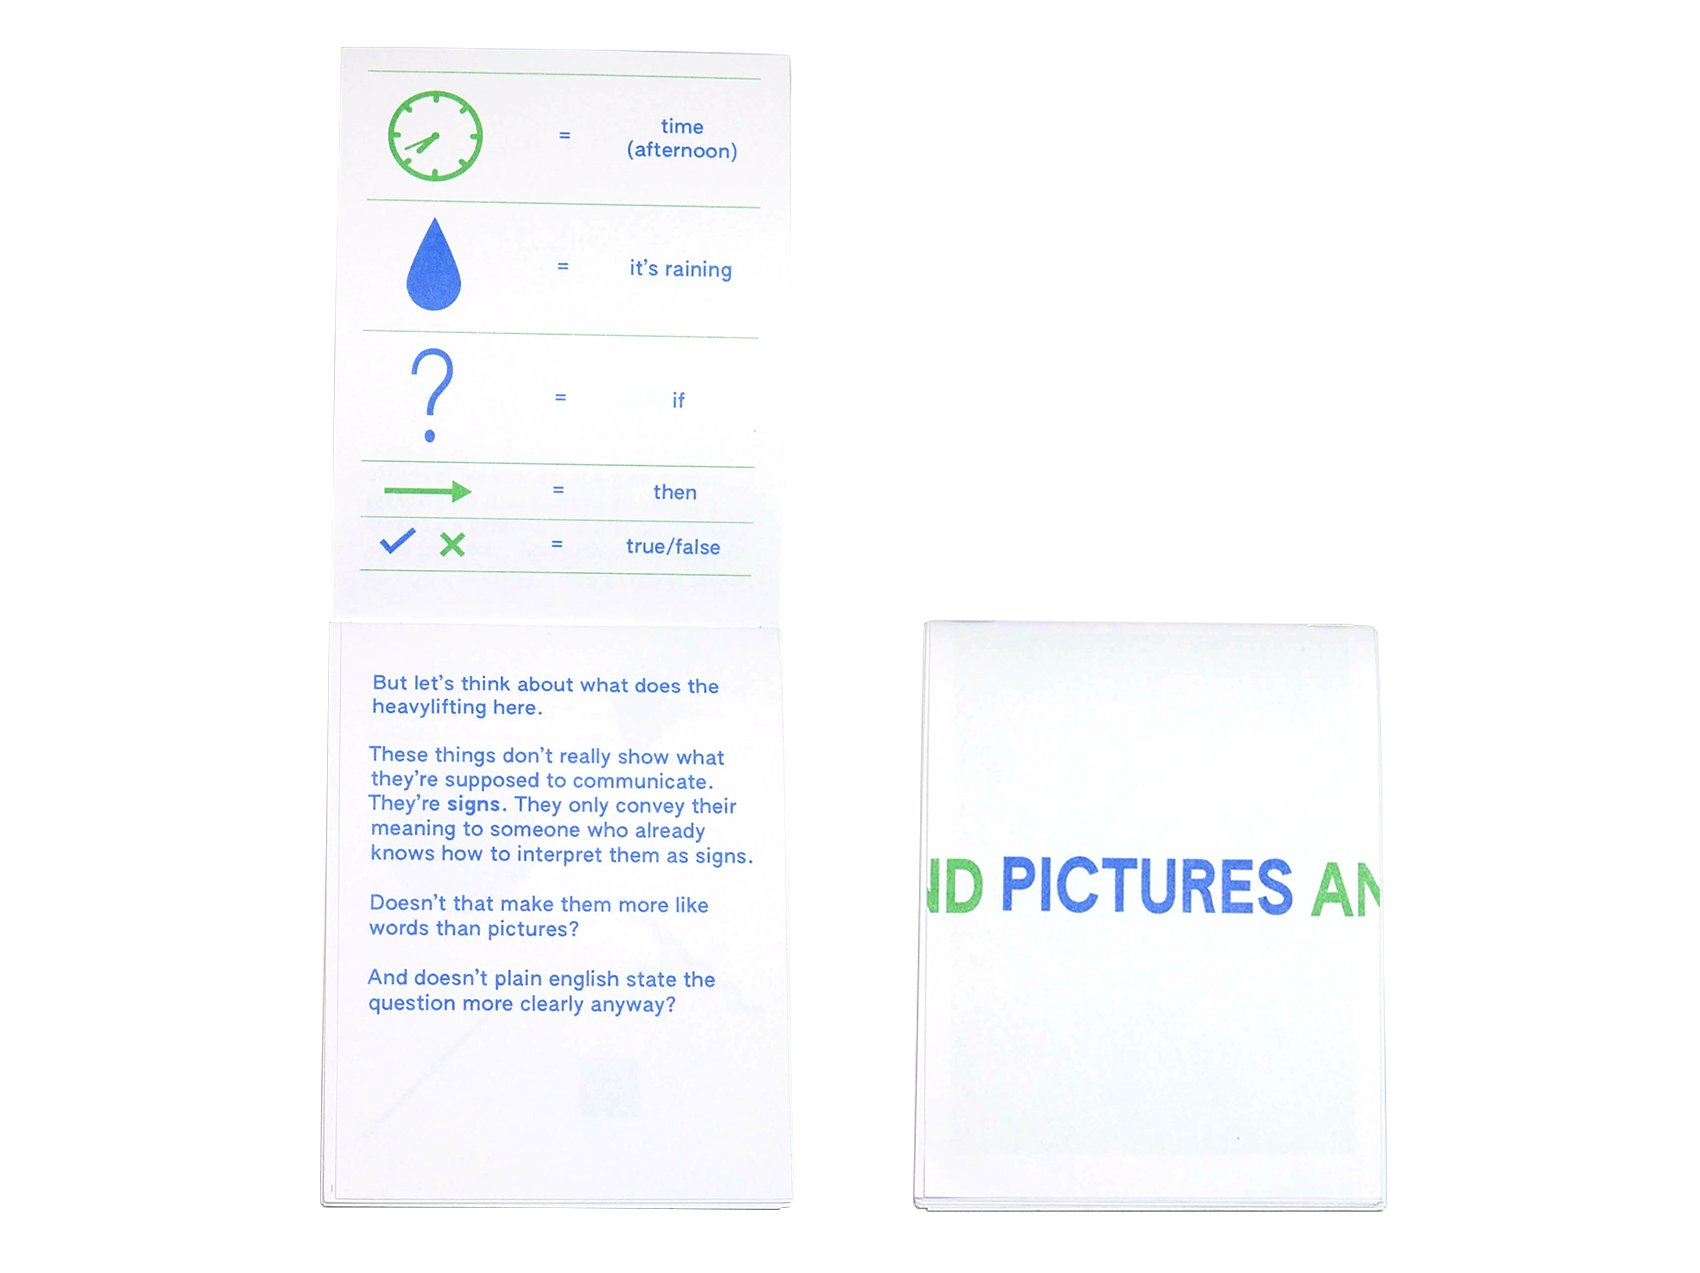 = time
(afternoon)
= it's raining
? = if
= then
= true/false
But let's think about what does the
heavylifting here.
These things don't really show what
they're supposed to communicate.
They're signs. They only convey their
meaning to someone who already
knows how to interpret them as signs.
Doesn't that make them more like
words than pictures?
And doesn't plain english state the
question more clearly anyway?
ND PICTURES AN